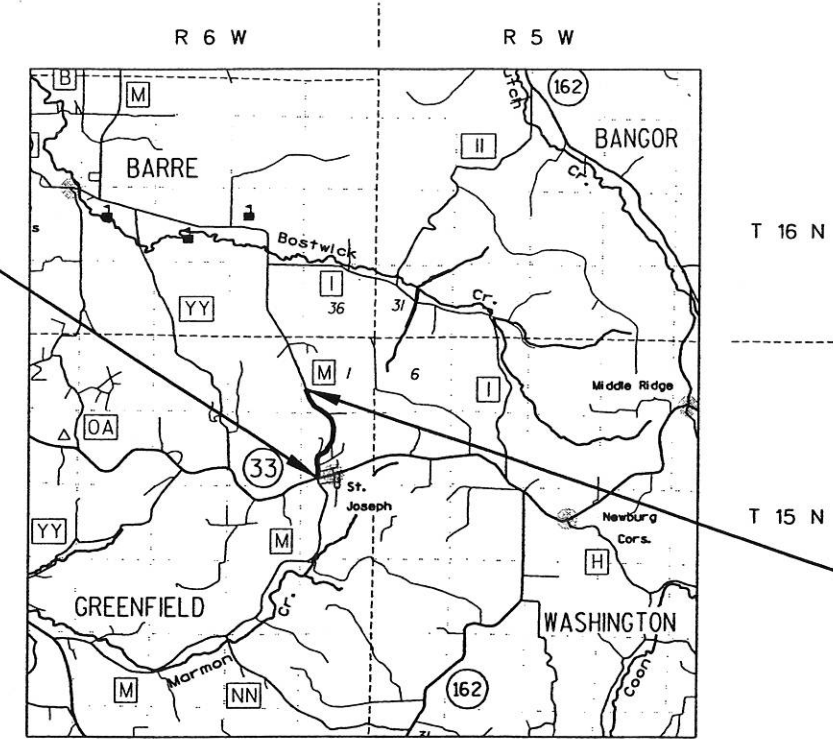 R 6 W
R 5 W
B
M
162
II
BANGOR
BARRE
Cr.
T 16 N
s
Bostwick
I
36
31
Cr.
YY
M
1
6
I
Middle Ridge
OA
33
St.
Joseph
T 15 N
YY
M
Newburg
Cors.
H
GREENFIELD
Cr.
WASHINGTON
Marmon
M
NN
162
Coon